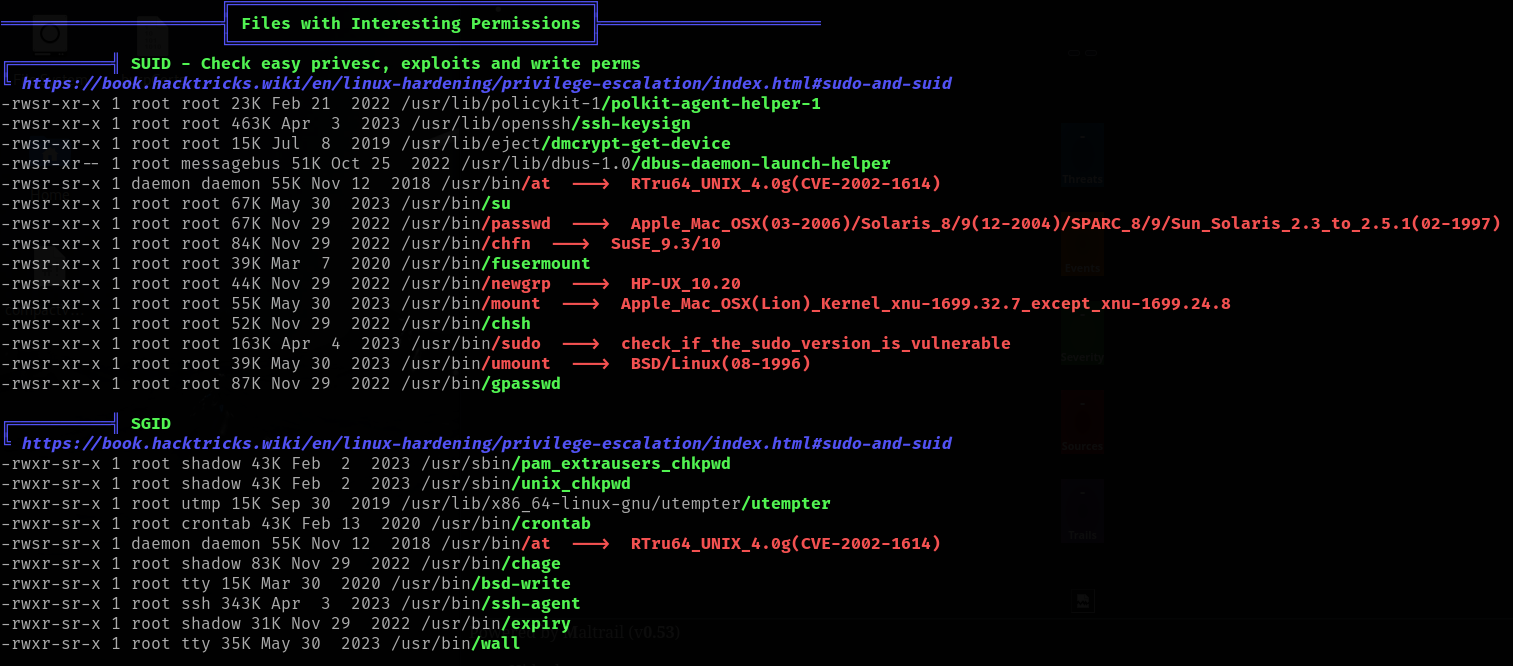 Files with Interesting Permissions
SUID - Check easy privesc, exploits and write perms
https://book.hacktricks.wiki/en/linux-hardening/privilege-escalation/index.html#sudo-and-suid
-rwsr-xr-x 1 root root 23K Feb 21  2022 /usr/lib/policykit-1/polkit-agent-helper-1
-rwsr-xr-x 1 root root 463K Apr  3  2023 /usr/lib/openssh/ssh-keysign
-rwsr-xr-x 1 root root 15K Jul  8  2019 /usr/lib/eject/dmcrypt-get-device
-rwsr-xr-- 1 root messagebus 51K Oct 25  2022 /usr/lib/dbus-1.0/dbus-daemon-launch-helper
-rwsr-sr-x 1 daemon daemon 55K Nov 12  2018 /usr/bin/at  --->  RTru64_UNIX_4.0g(CVE-2002-1614)
-rwsr-xr-x 1 root root 67K May 30  2023 /usr/bin/su
-rwsr-xr-x 1 root root 67K Nov 29  2022 /usr/bin/passwd  --->  Apple_Mac_OSX(03-2006)/Solaris_8/9(12-2004)/SPARC_8/9/Sun_Solaris_2.3_to_2.5.1(02-1997)
-rwsr-xr-x 1 root root 84K Nov 29  2022 /usr/bin/chfn  --->  SuSE_9.3/10
-rwsr-xr-x 1 root root 39K Mar  7  2020 /usr/bin/fusermount
-rwsr-xr-x 1 root root 44K Nov 29  2022 /usr/bin/newgrp  --->  HP-UX_10.20
-rwsr-xr-x 1 root root 55K May 30  2023 /usr/bin/mount  --->  Apple_Mac_OSX(Lion)_Kernel_xnu-1699.32.7_except_xnu-1699.24.8
-rwsr-xr-x 1 root root 52K Nov 29  2022 /usr/bin/chsh
-rwsr-xr-x 1 root root 163K Apr  4  2023 /usr/bin/sudo  --->  check_if_the_sudo_version_is_vulnerable
-rwsr-xr-x 1 root root 39K May 30  2023 /usr/bin/umount  --->  BSD/Linux(08-1996)
-rwsr-xr-x 1 root root 87K Nov 29  2022 /usr/bin/gpasswd
SGID
https://book.hacktricks.wiki/en/linux-hardening/privilege-escalation/index.html#sudo-and-suid
-rwxr-sr-x 1 root shadow 43K Feb  2  2023 /usr/sbin/pam_extrausers_chkpwd
-rwxr-sr-x 1 root shadow 43K Feb  2  2023 /usr/sbin/unix_chkpwd
-rwxr-sr-x 1 root utmp 15K Sep 30  2019 /usr/lib/x86_64-linux-gnu/utempter/utempter
-rwxr-sr-x 1 root crontab 43K Feb 13  2020 /usr/bin/crontab
-rwsr-sr-x 1 daemon daemon 55K Nov 12  2018 /usr/bin/at  --->  RTru64_UNIX_4.0g(CVE-2002-1614)
-rwxr-sr-x 1 root shadow 83K Nov 29  2022 /usr/bin/chage
-rwxr-sr-x 1 root tty 15K Mar 30  2020 /usr/bin/bsd-write
-rwxr-sr-x 1 root ssh 343K Apr  3  2023 /usr/bin/ssh-agent
-rwxr-sr-x 1 root shadow 31K Nov 29  2022 /usr/bin/expiry
-rwxr-sr-x 1 root tty 35K May 30  2023 /usr/bin/wall
Threats
Events
Severity
Sources
Trails
Maltrail (v0.53)